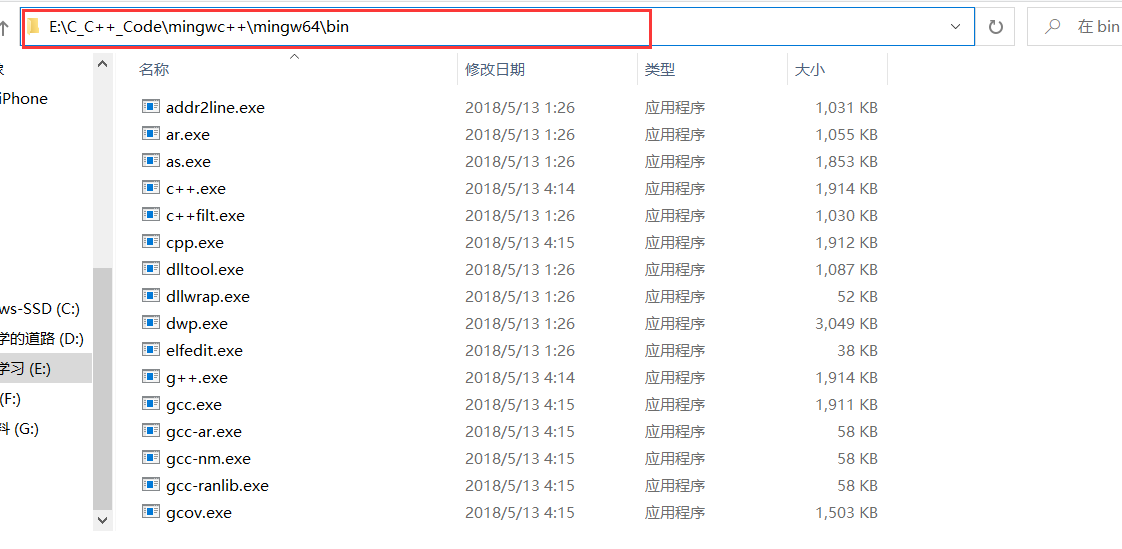 E:\C_C++_Code\mingwc++\mingw64\bin
在 bin
名称 修改日期 类型 大小
iPhone
addr2line.exe 2018/5/13 1:26 应用程序 1,031 KB
ar.exe 2018/5/13 1:26 应用程序 1,055 KB
as.exe 2018/5/13 1:26 应用程序 1,853 KB
c++.exe 2018/5/13 4:14 应用程序 1,914 KB
c++filt.exe 2018/5/13 1:26 应用程序 1,030 KB
cpp.exe 2018/5/13 4:15 应用程序 1,912 KB
dlltool.exe 2018/5/13 1:26 应用程序 1,087 KB
dllwrap.exe 2018/5/13 1:26 应用程序 52 KB
ws-SSD (C:)
dwp.exe 2018/5/13 1:26 应用程序 3,049 KB
学的道路 (D:)
elfedit.exe 2018/5/13 1:26 应用程序 38 KB
学习 (E:)
g++.exe 2018/5/13 4:14 应用程序 1,914 KB
(F:)
gcc.exe 2018/5/13 4:15 应用程序 1,911 KB
料 (G:)
gcc-ar.exe 2018/5/13 4:15 应用程序 58 KB
gcc-nm.exe 2018/5/13 4:15 应用程序 58 KB
gcc-ranlib.exe 2018/5/13 4:15 应用程序 58 KB
gcov.exe 2018/5/13 4:15 应用程序 1,503 KB